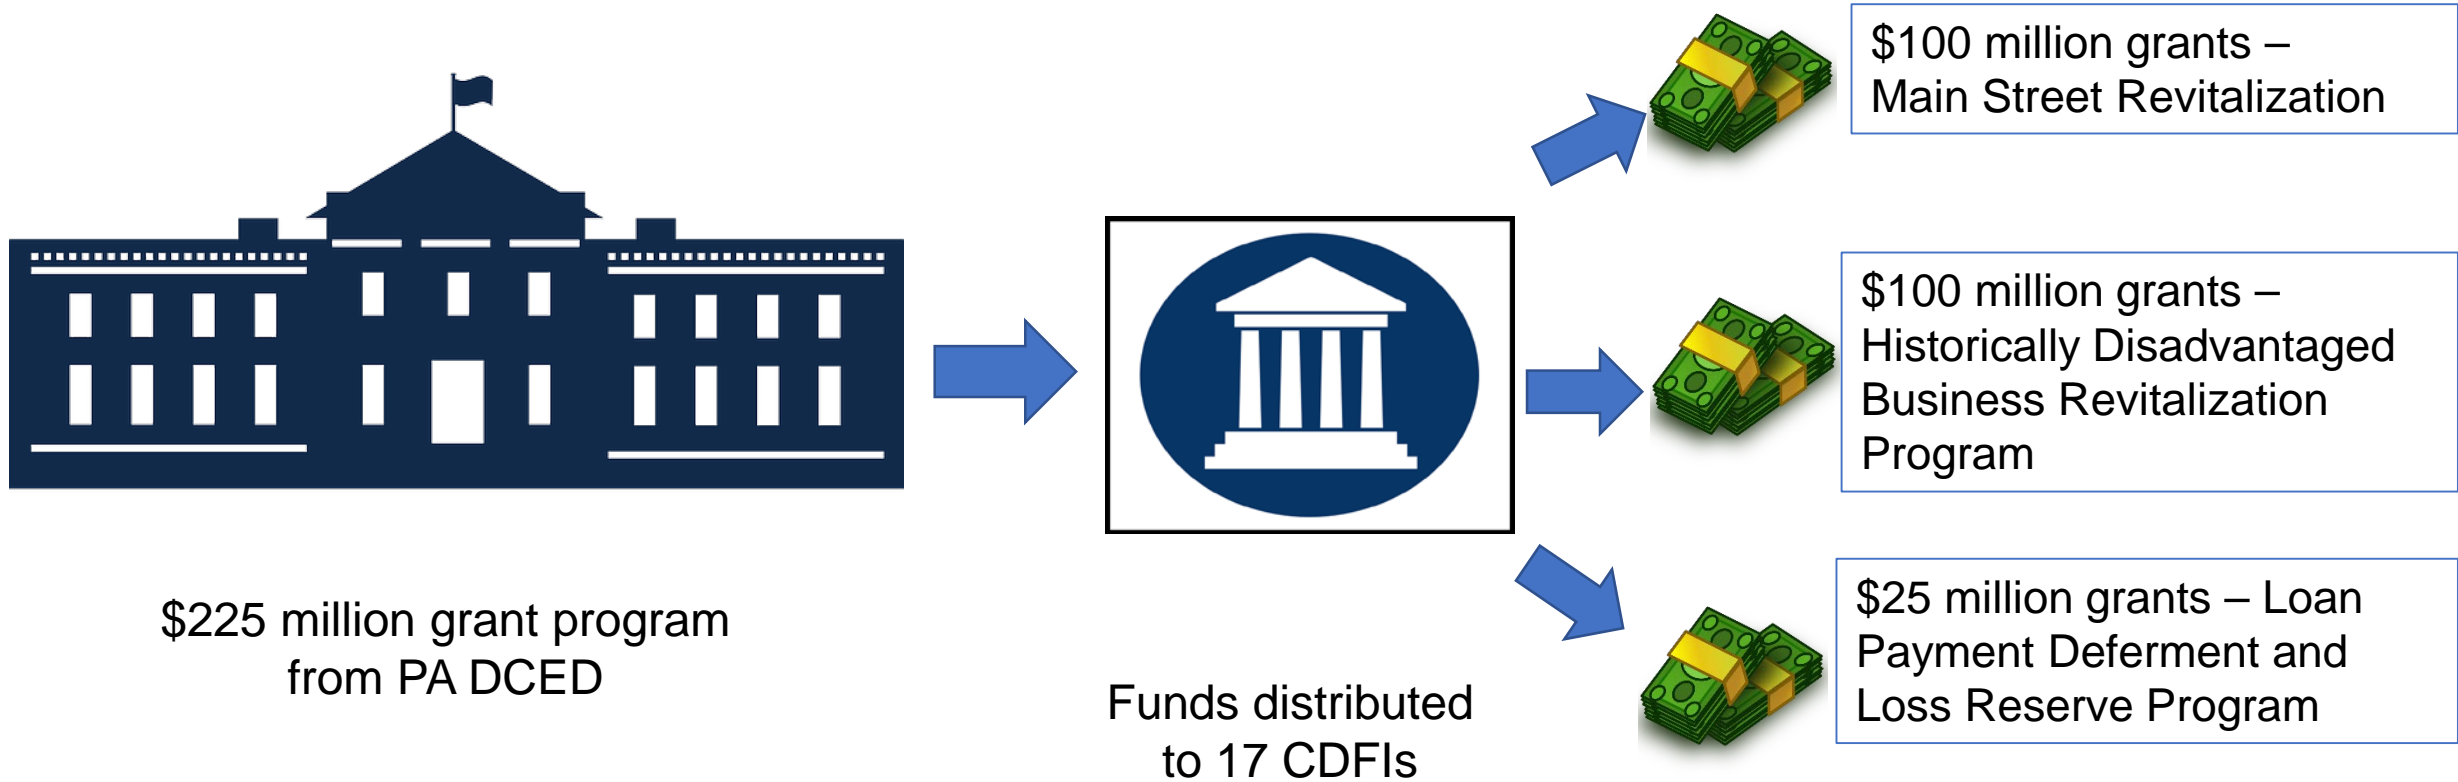 $225 million grant program
from PA DCED
Funds distributed
to 17 CDFIs
$100 million grants –
Main Street Revitalization
$100 million grants –
Historically Disadvantaged
Business Revitalization
Program
$25 million grants – Loan
Payment Deferment and
Loss Reserve Program